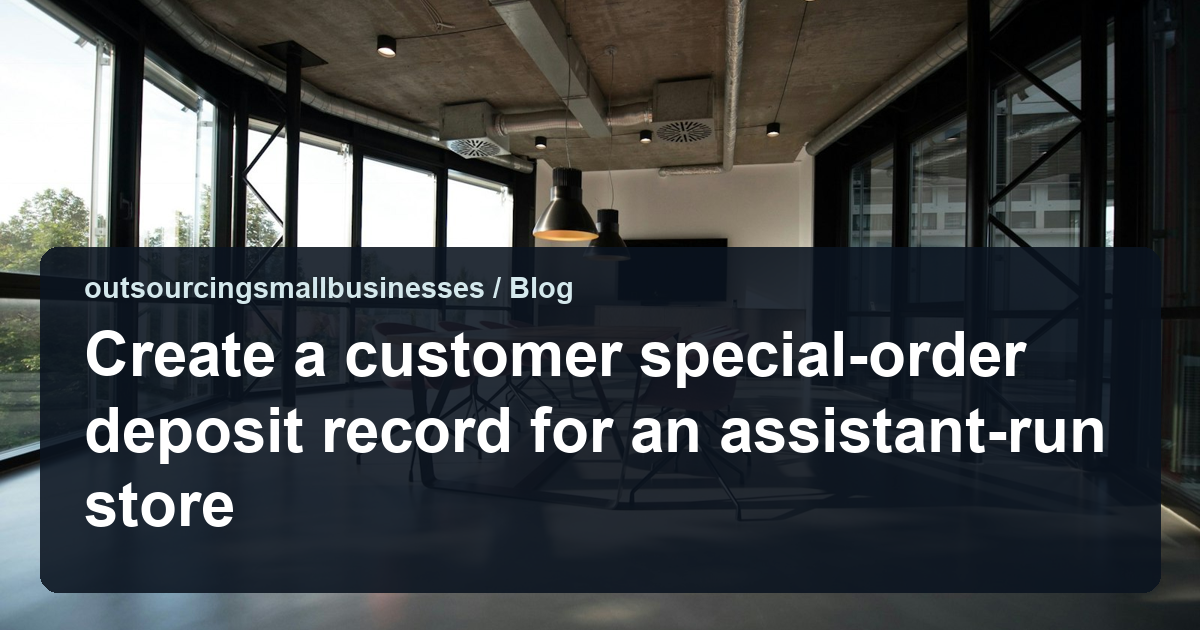 outsourcingsmallbusinesses / Blog
Create a customer special-order
deposit record for an assistant-run
store